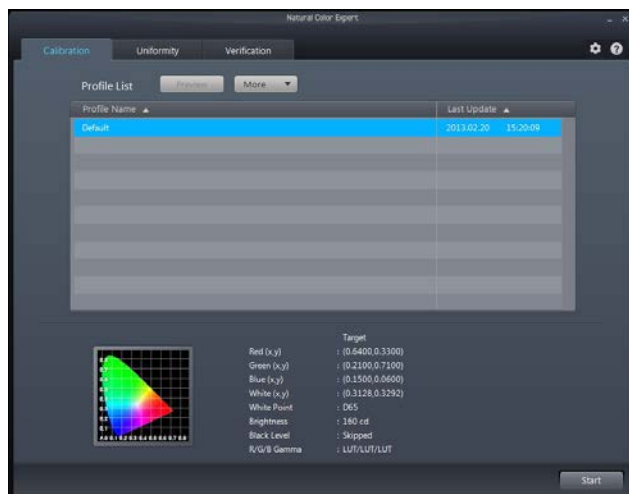 Natural Color Expert
Calibration Uniformity Verification
Profile List Preview More
Profile Name Last Update
Default 2013.02.20 15:20:09
Target
Red (x,y) : (0.6400,0.3300)
Green (x,y) : (0.2100,0.7100)
Blue (x,y) : (0.1500,0.0600)
White (x,y) : (0.3128,0.3292)
White Point : D65
Brightness : 160 cd
Black Level : Skipped
R/G/B Gamma : LUT/LUT/LUT
Start